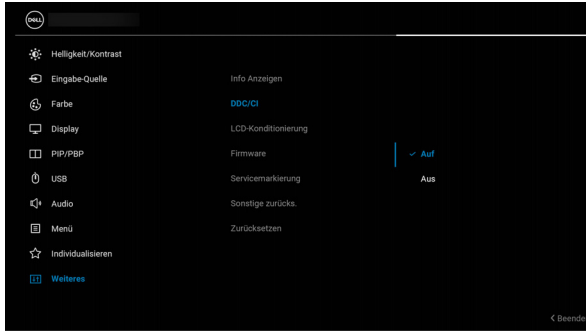 DELL
Helligkeit/Kontrast
Eingabe-Quelle
Info Anzeigen
Farbe
DDC/CI
Display
LCD-Konditionierung
PIP/PBP
Firmware
Auf
USB
Servicemarkierung
Aus
Audio
Sonstige zurücks.
Menü
Zurücksetzen
Individualisieren
Weiteres
Beende